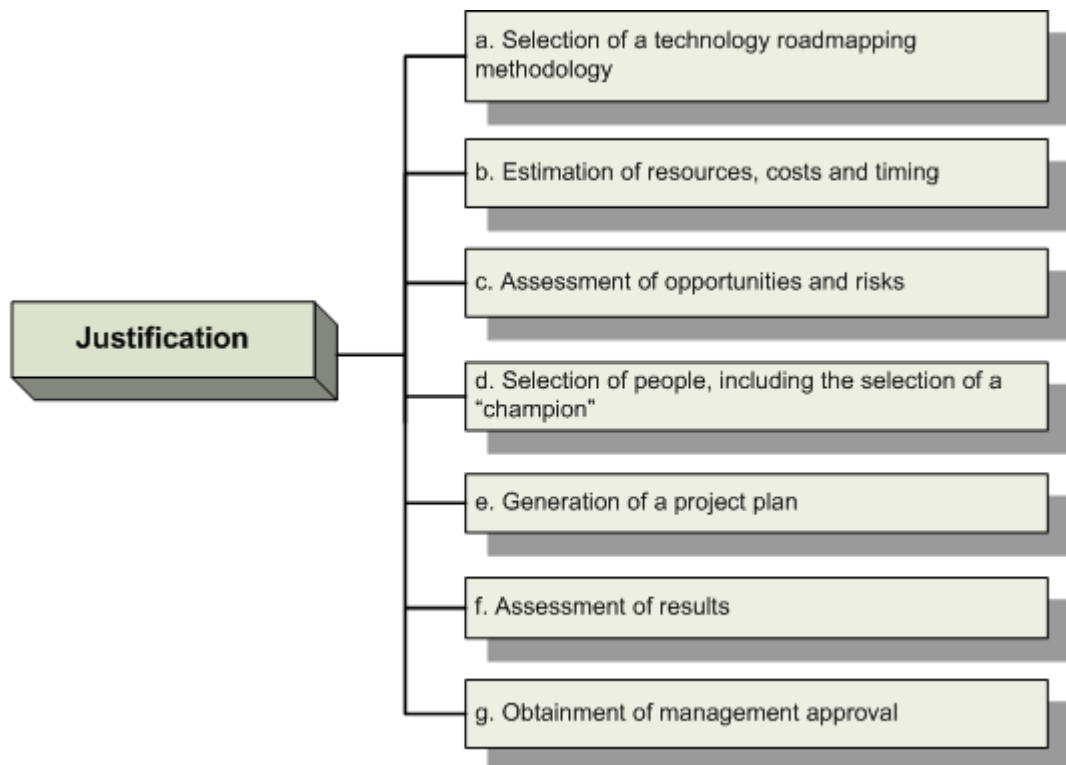 Justification
a. Selection of a technology roadmapping
methodology
b. Estimation of resources, costs and timing
c. Assessment of opportunities and risks
d. Selection of people, including the selection of a
“champion”
e. Generation of a project plan
f. Assessment of results
g. Obtainment of management approval